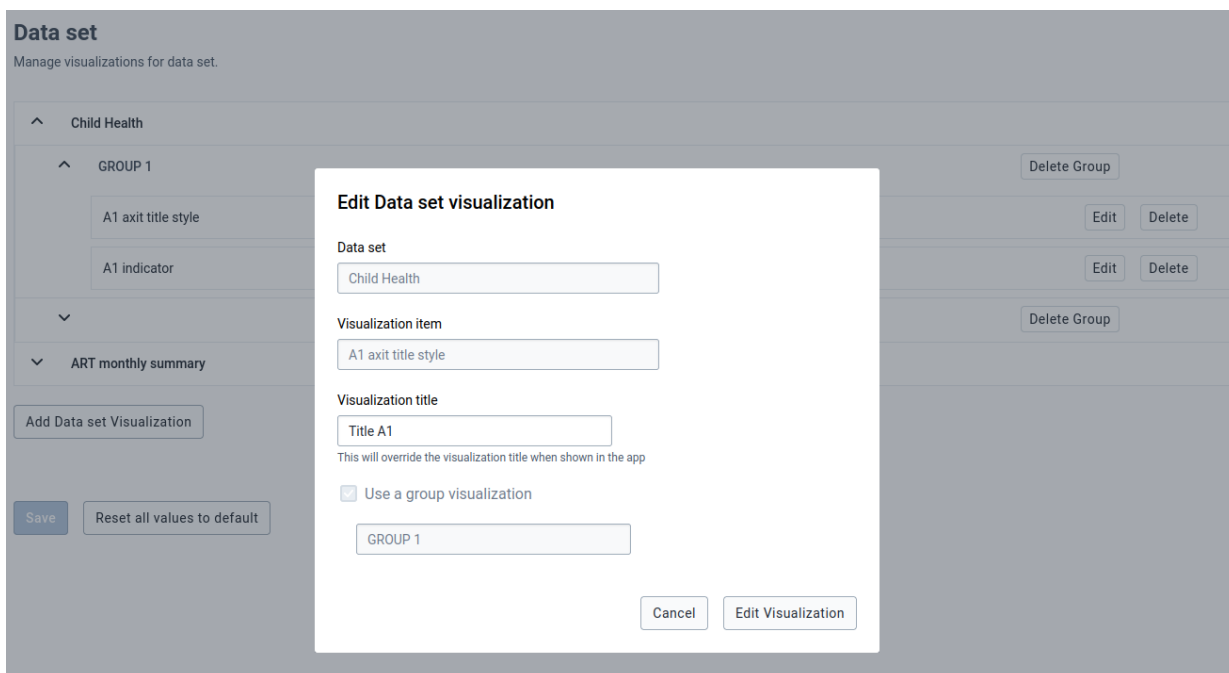 Data set
Manage visualizations for data set.
Child Health
GROUP 1
Delete Group
A1 axit title style
Edit
Delete
A1 indicator
Edit
Delete
Delete Group
ART monthly summary
Add Data set Visualization
Save
Reset all values to default
Edit Data set visualization
Data set
Child Health
Visualization item
A1 axit title style
Visualization title
Title A1
This will override the visualization title when shown in the app
Use a group visualization
GROUP 1
Cancel
Edit Visualization